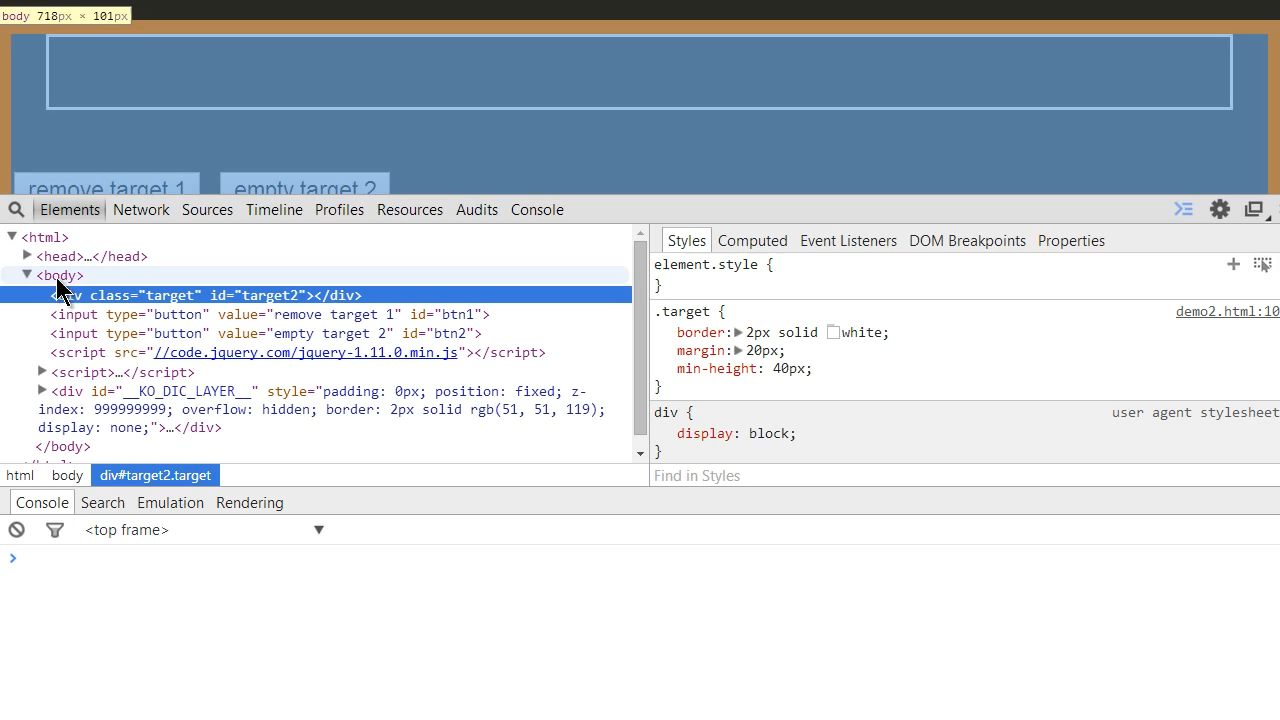 body 718px × 101px
remove target 1 empty target 2
Elements Network Sources Timeline Profiles Resources Audits Console
<html>
<head>…</head>
<body>
<div class="target" id="target2"></div>
<input type="button" value="remove target 1" id="btn1">
<input type="button" value="empty target 2" id="btn2">
<script src="//code.jquery.com/jquery-1.11.0.min.js"></script>
<script>…</script>
<div id="__KO_DIC_LAYER__" style="padding: 0px; position: fixed; z-
index: 999999999; overflow: hidden; border: 2px solid rgb(51, 51, 119);
display: none;">…</div>
</body>
html body div#target2.target
Styles Computed Event Listeners DOM Breakpoints Properties
element.style {
}
.target { demo2.html:10
border: 2px solid white;
margin: 20px;
min-height: 40px;
}
div { user agent stylesheet
display: block;
}
Find in Styles
Console Search Emulation Rendering
<top frame>